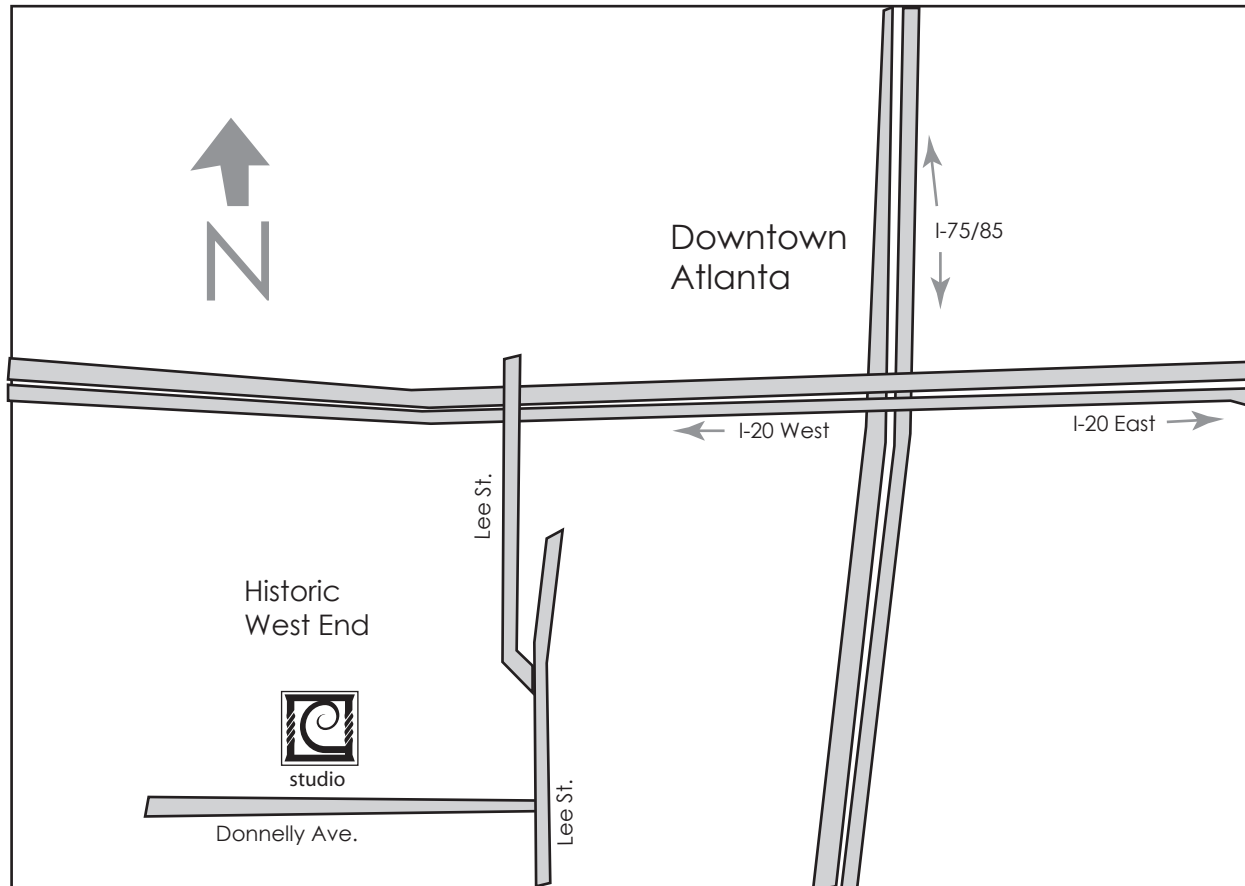 N
Downtown
Atlanta
I-75/85
I-20 West
I-20 East
Lee St.
Historic
West End
studio
Donnelly Ave.
Lee St.